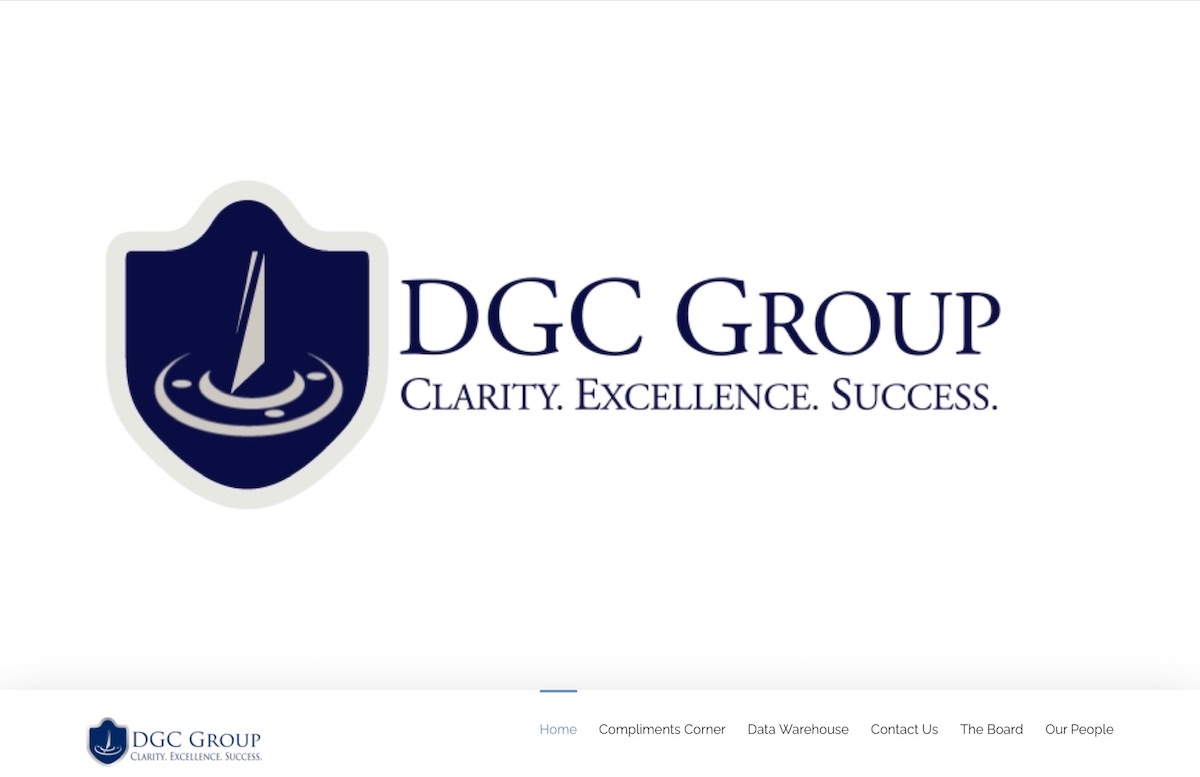 DGC GROUP
CLARITY. EXCELLENCE. SUCCESS.
DGC GROUP
CLARITY. EXCELLENCE. SUCCESS.
Home Compliments Corner Data Warehouse Contact Us The Board Our People